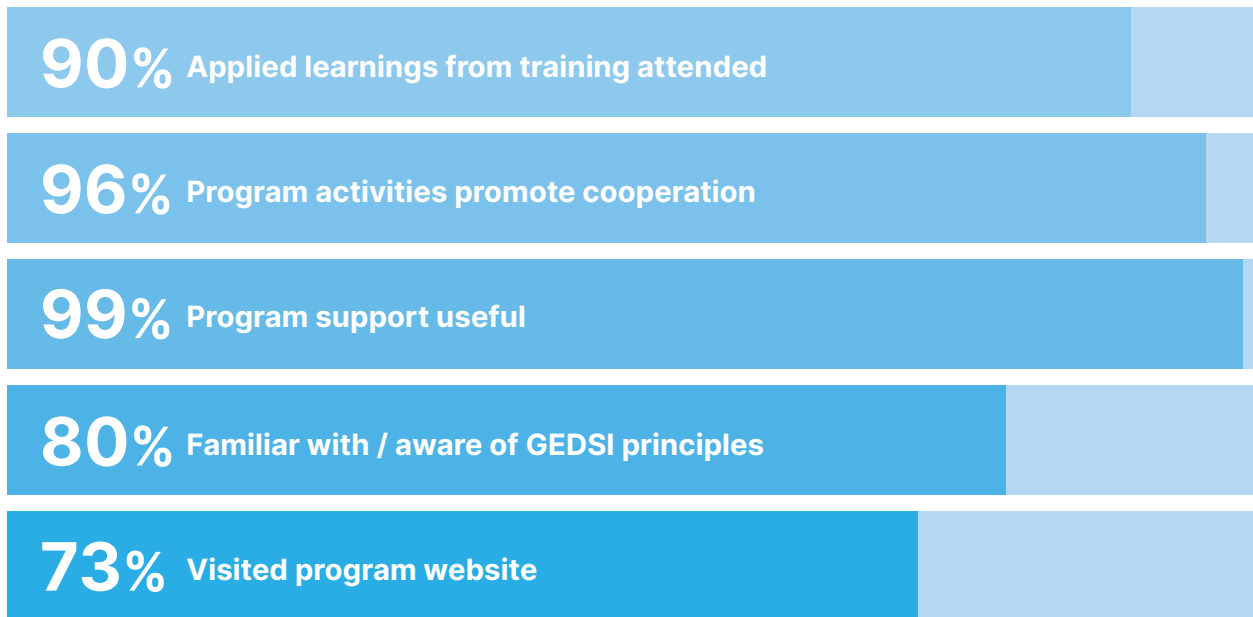 90% Applied learnings from training attended
96% Program activities promote cooperation
99% Program support useful
80% Familiar with / aware of GEDSI principles
73% Visited program website